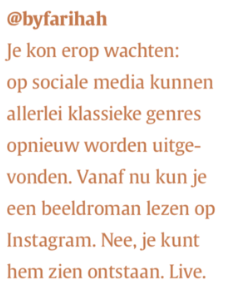 @byfarihah
Je kon erop wachten:
op sociale media kunnen
allerlei klassieke genres
opnieuw worden uitge-
vonden. Vanaf nu kun je
een beeldroman lezen op
Instagram. Nee, je kunt
hem zien ontstaan. Live.